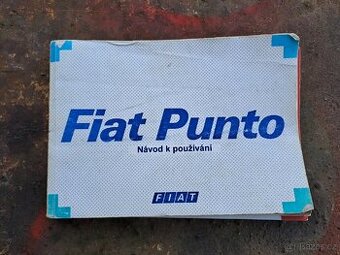 Fiat Punto
Návod k používání
FIAT